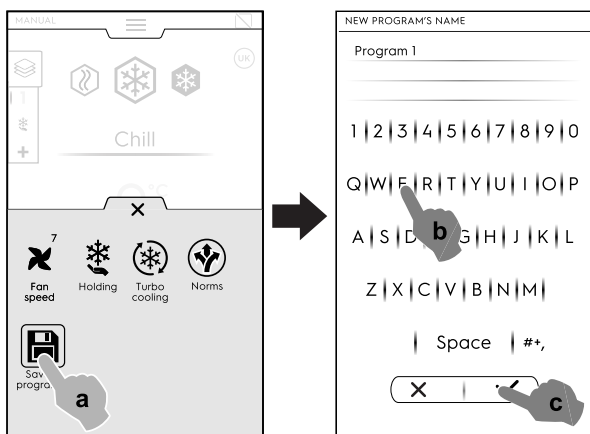 MANUAL
UK
1
Chill
7
Fan speed
Holding
Turbo cooling
Norms
a
NEW PROGRAM'S NAME
Program 1
1 2 3 4 5 6 7 8 9 0
Q W E R T Y U I O P
b
A S D G H J K L
Z X C V B N M
Space #+,
c